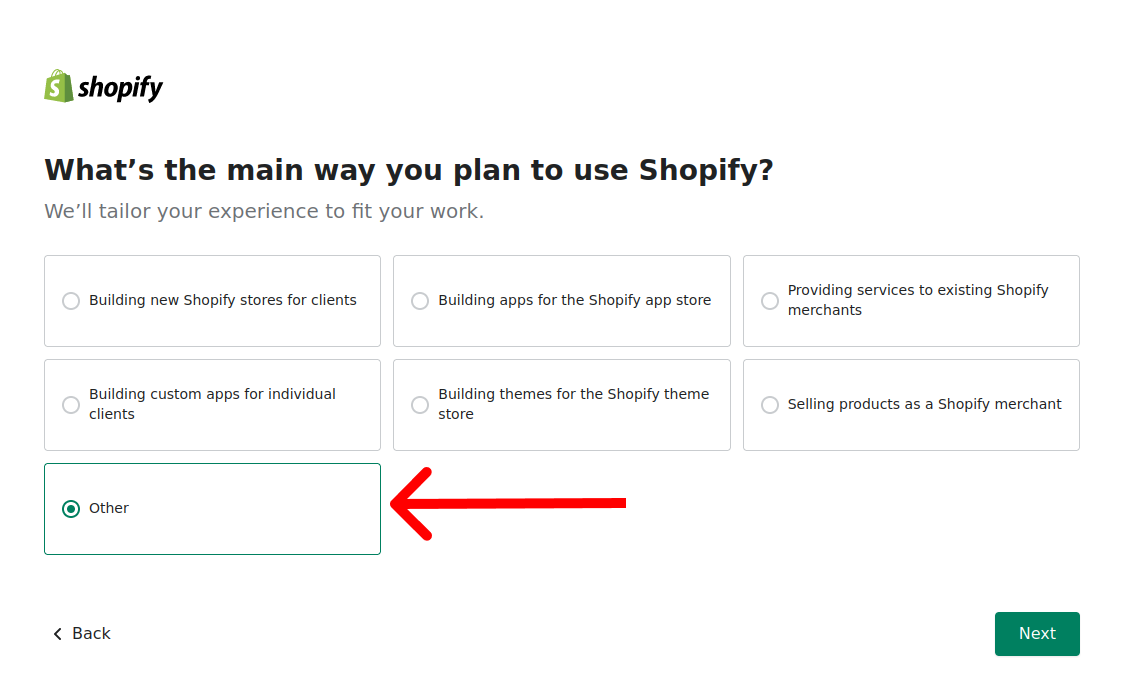 shopify
What’s the main way you plan to use Shopify?
We’ll tailor your experience to fit your work.
Building new Shopify stores for clients
Building apps for the Shopify app store
Providing services to existing Shopify
merchants
Building custom apps for individual
clients
Building themes for the Shopify theme
store
Selling products as a Shopify merchant
Other
Back
Next